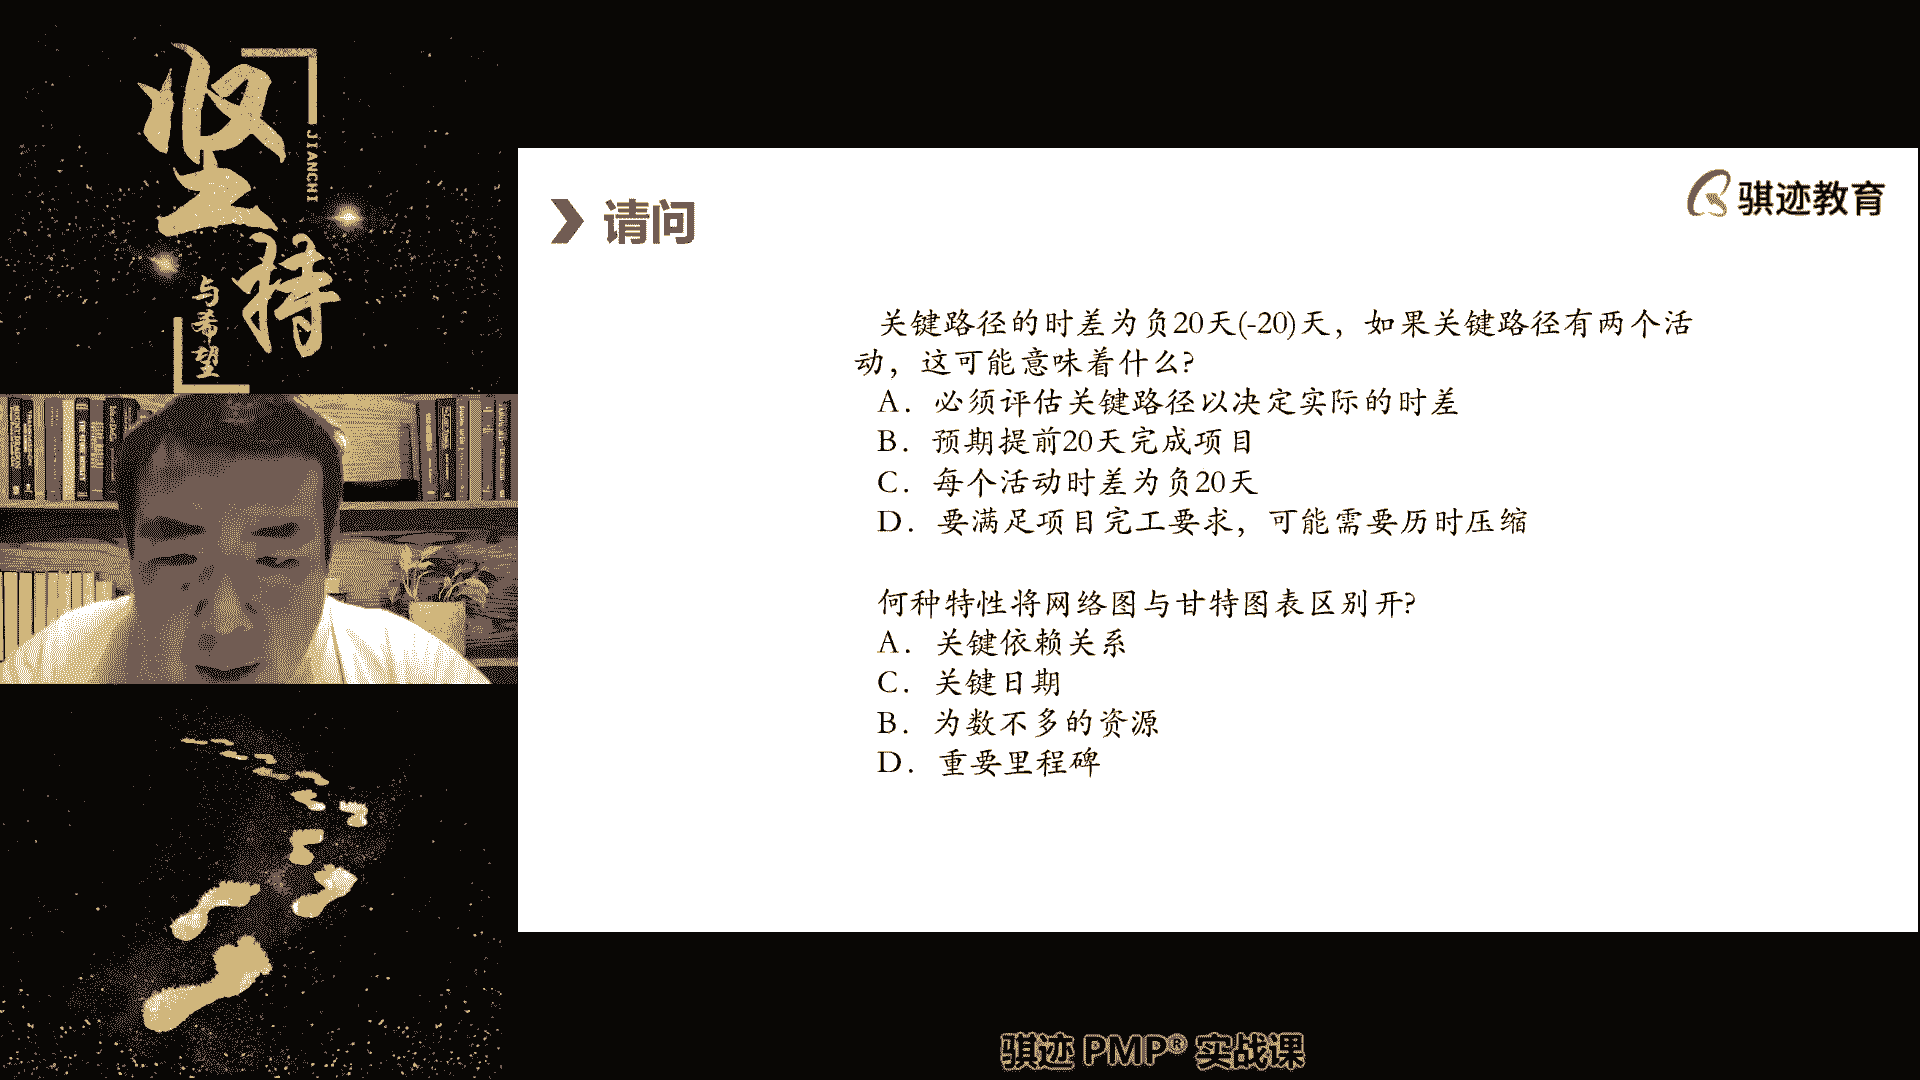 坚持
JIANCHI
与希望
请问
骐迹教育
关键路径的时差为负20天(-20)天，如果关键路径有两个活
动，这可能意味着什么?
A．必须评估关键路径以决定实际的时差
B．预期提前20天完成项目
C．每个活动时差为负20天
D．要满足项目完工要求，可能需要历时压缩
何种特性将网络图与甘特图表区别开?
A．关键依赖关系
C．关键日期
B．为数不多的资源
D．重要里程碑
骐迹 PMP® 实战课